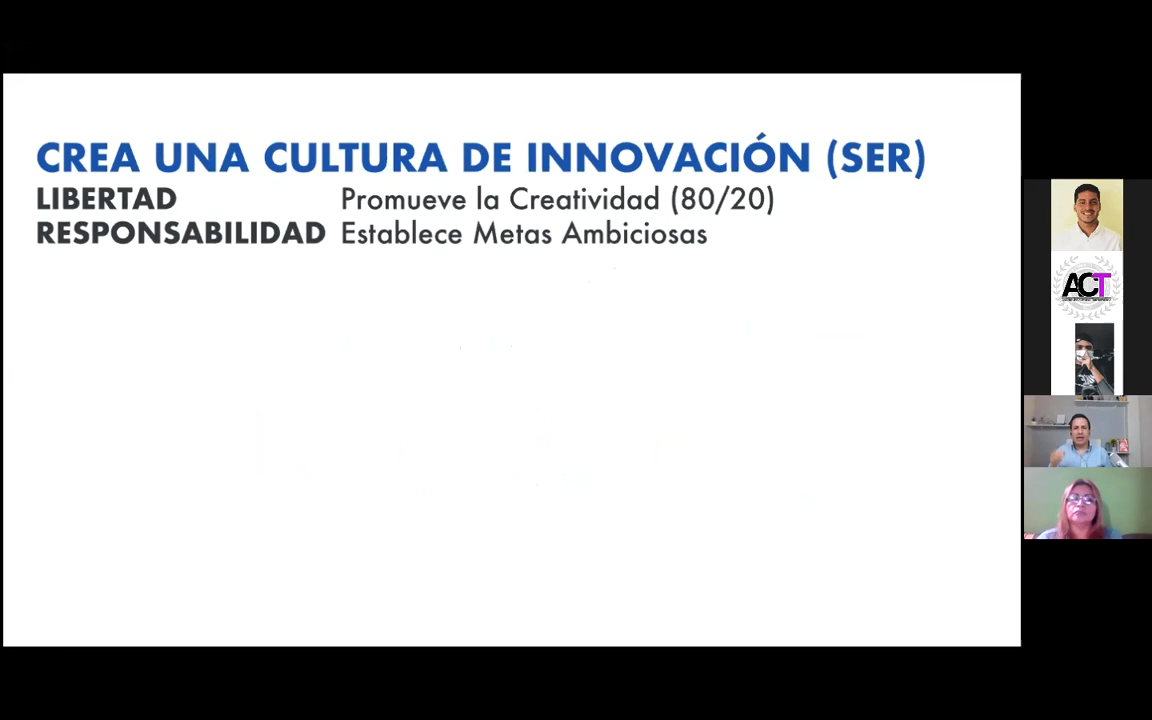 CREA UNA CULTURA DE INNOVACIÓN (SER)
LIBERTAD Promueve la Creatividad (80/20)
RESPONSABILIDAD Establece Metas Ambiciosas
ACT